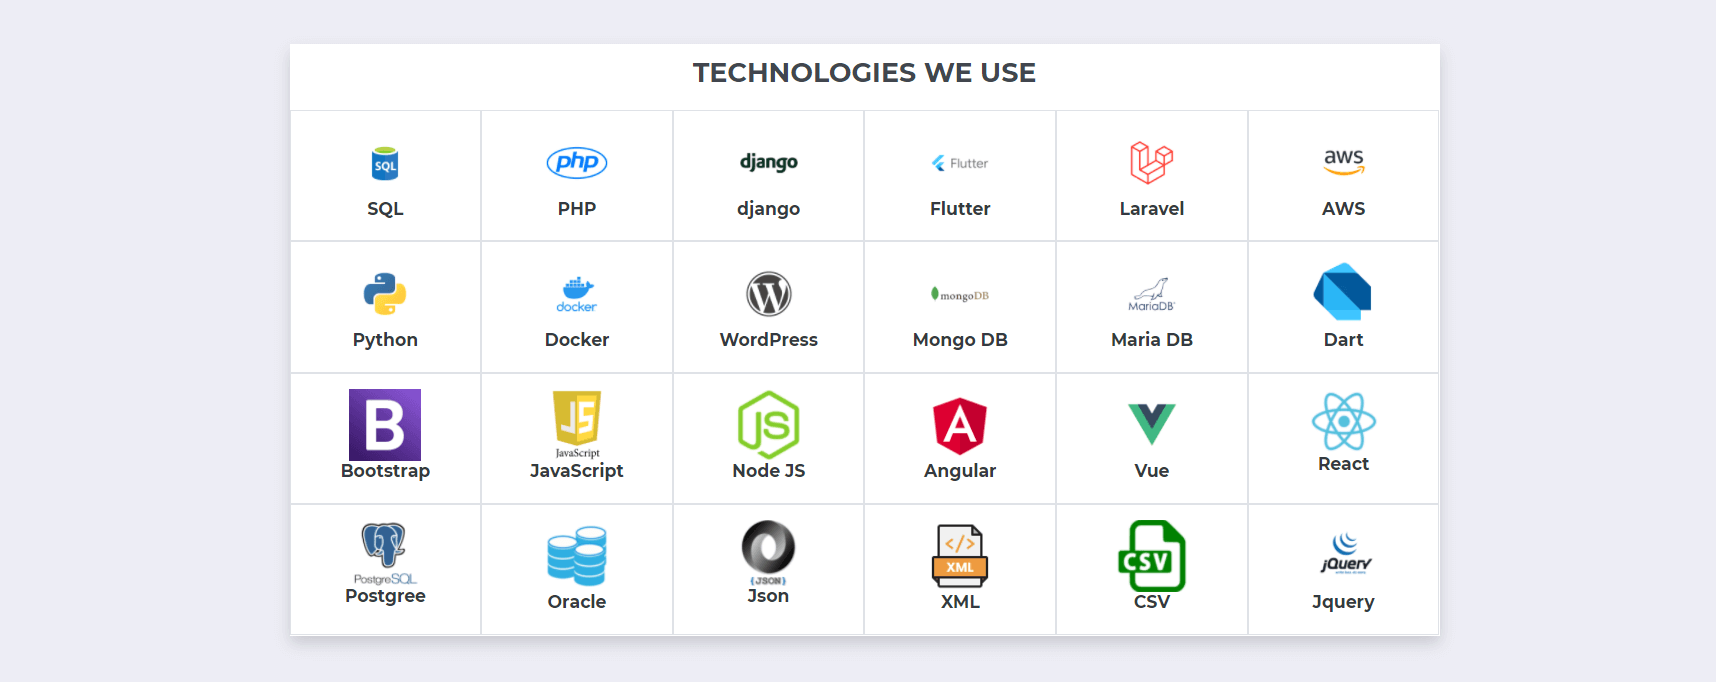 TECHNOLOGIES WE USE
SQL
php
django
Flutter
aws
SQL
PHP
django
Flutter
Laravel
AWS
docker
W
mongoDB
MariaDB
Python
Docker
WordPress
Mongo DB
Maria DB
Dart
B
JS
JavaScript
JS
A
Bootstrap
JavaScript
Node JS
Angular
Vue
React
PostgreSQL
{JSON}
</>
XML
CSV
jQuery
Postgree
Oracle
Json
XML
CSV
Jquery